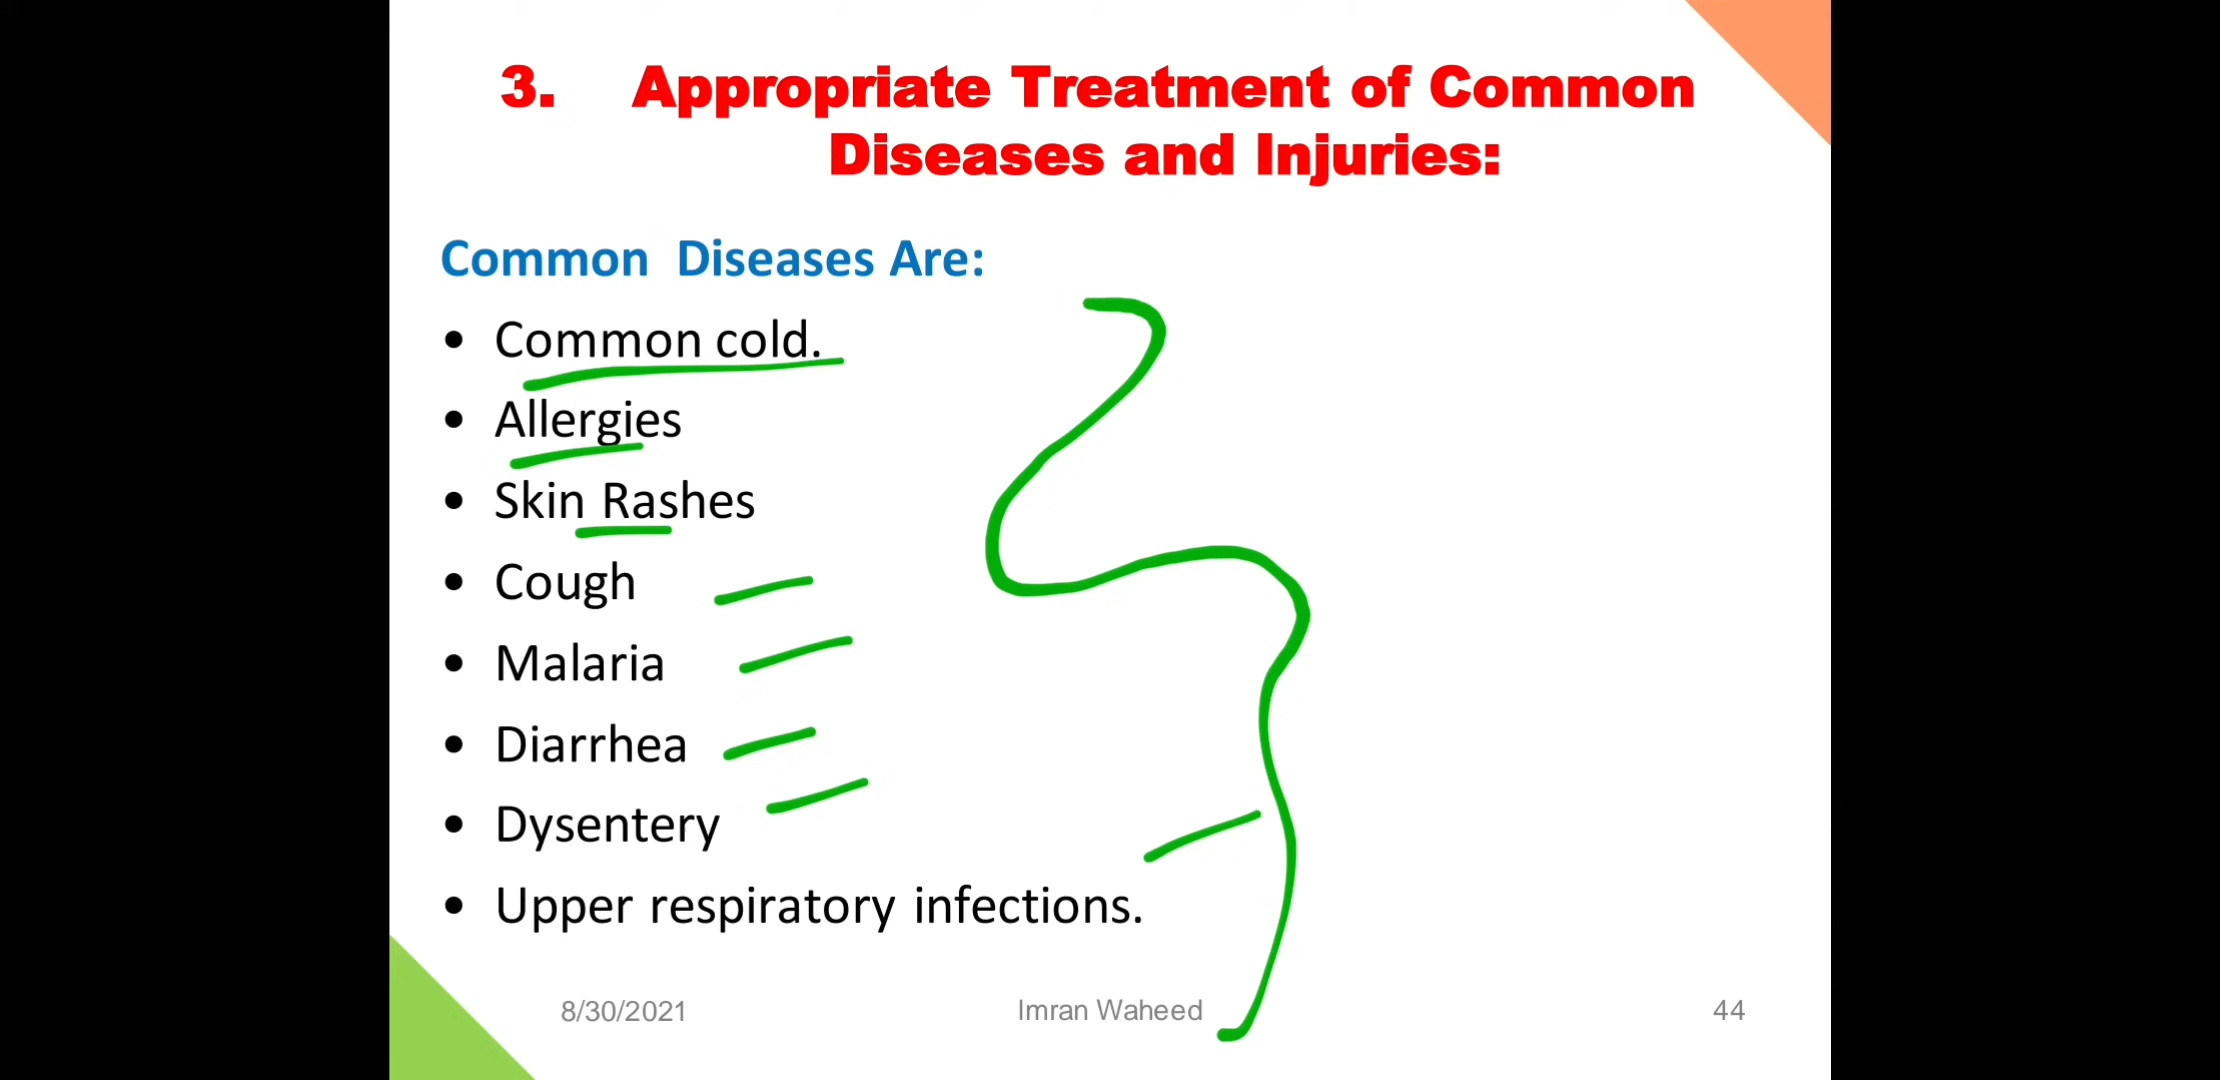 3. Appropriate Treatment of Common
Diseases and Injuries:
Common Diseases Are:
• Common cold.
• Allergies
• Skin Rashes
• Cough
• Malaria
• Diarrhea
• Dysentery
• Upper respiratory infections.
8/30/2021
Imran Waheed
44